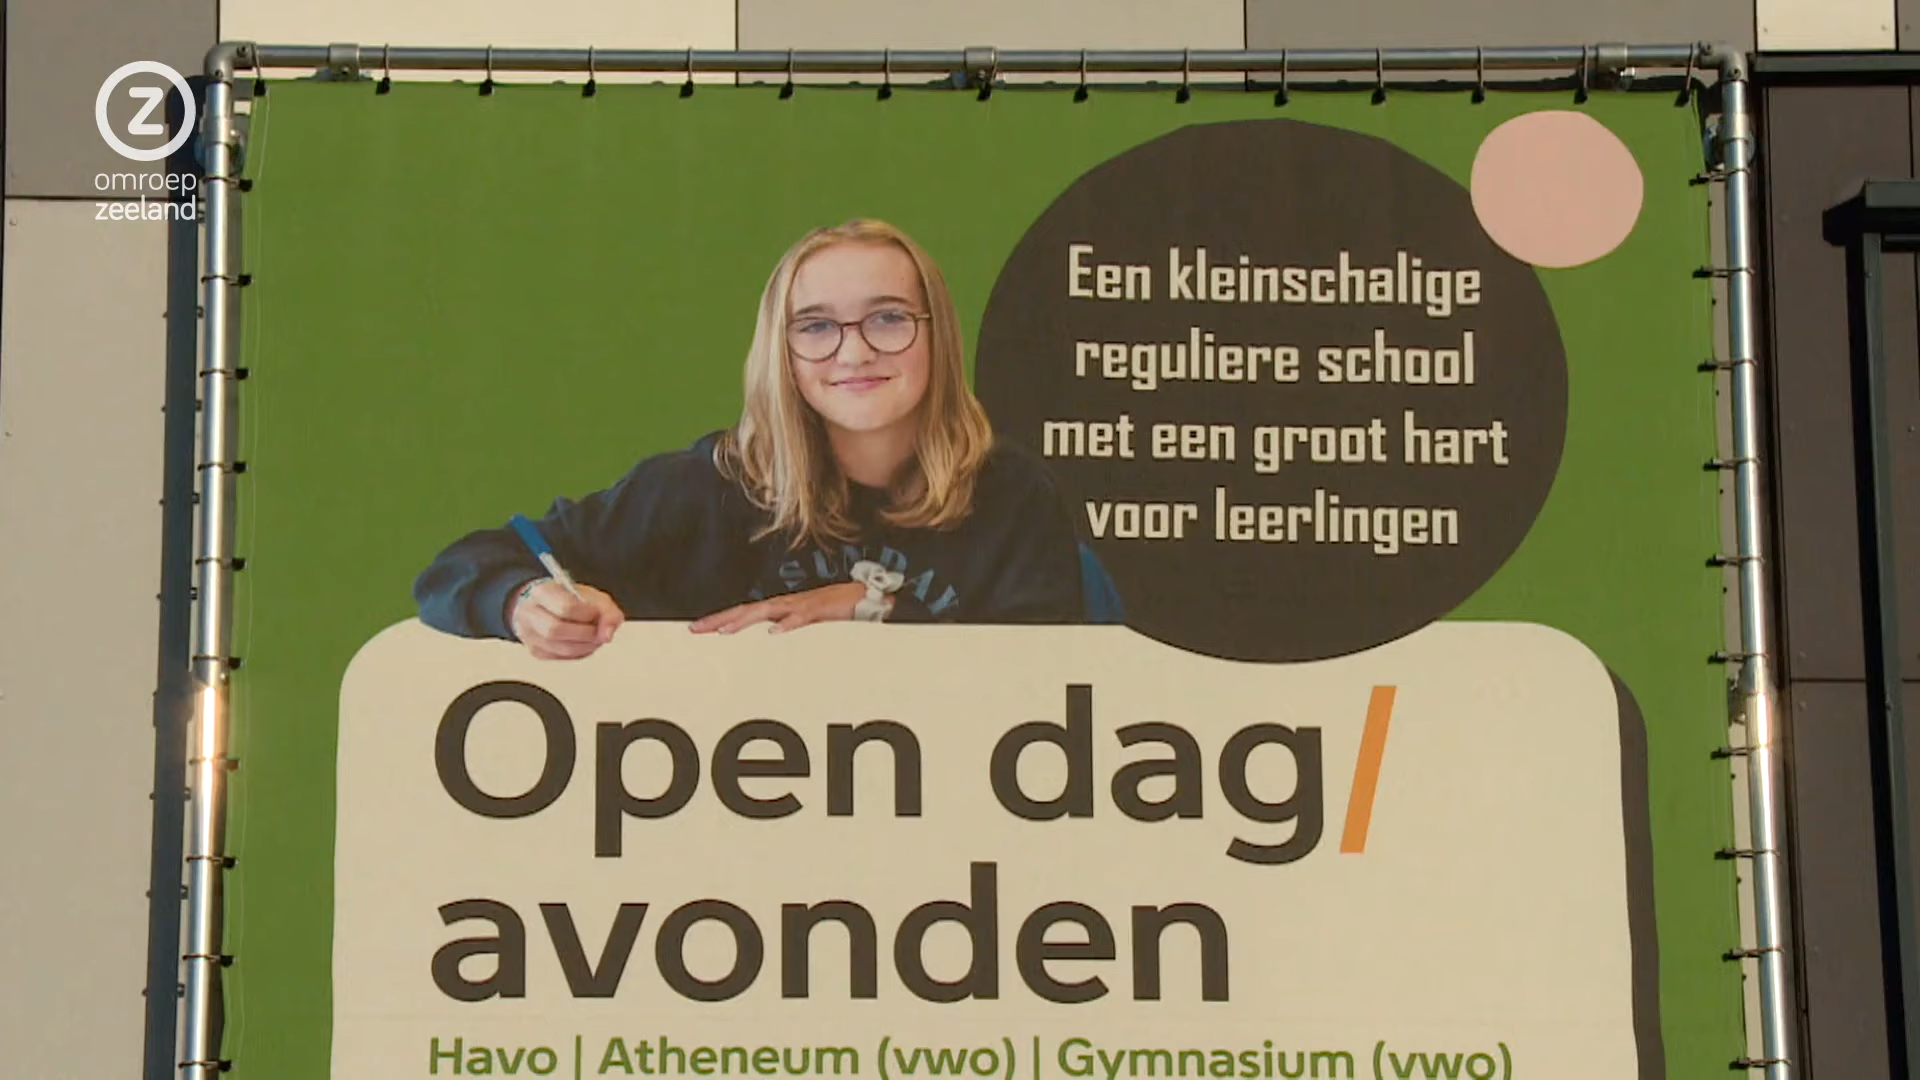 Z
omroep
zeeland
Een kleinschalige
reguliere school
met een groot hart
voor leerlingen
SUNDAY
Open dag/
avonden
Havo | Atheneum (vwo) | Gymnasium (vwo)